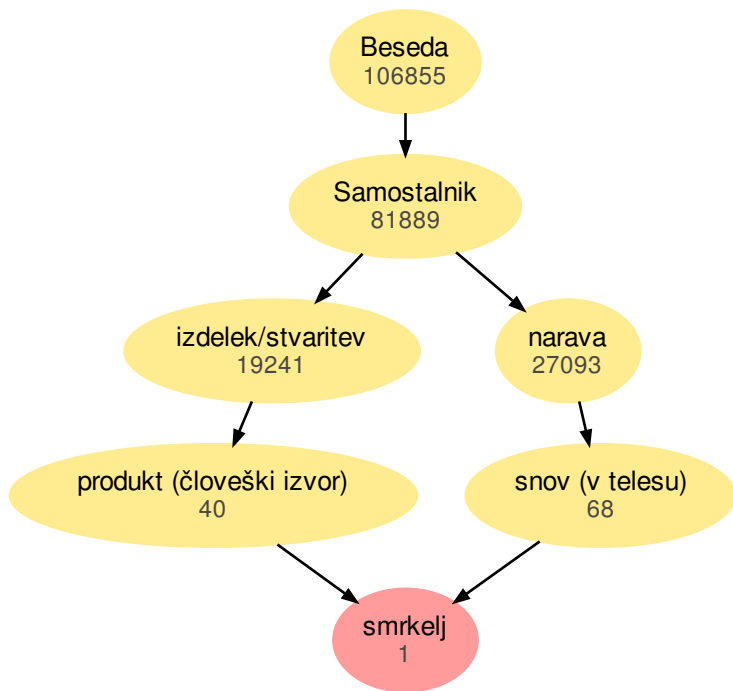 Beseda
106855
Samostalnik
81889
izdelek/stvaritev
19241
narava
27093
produkt (človeški izvor)
40
snov (v telesu)
68
smrkelj
1